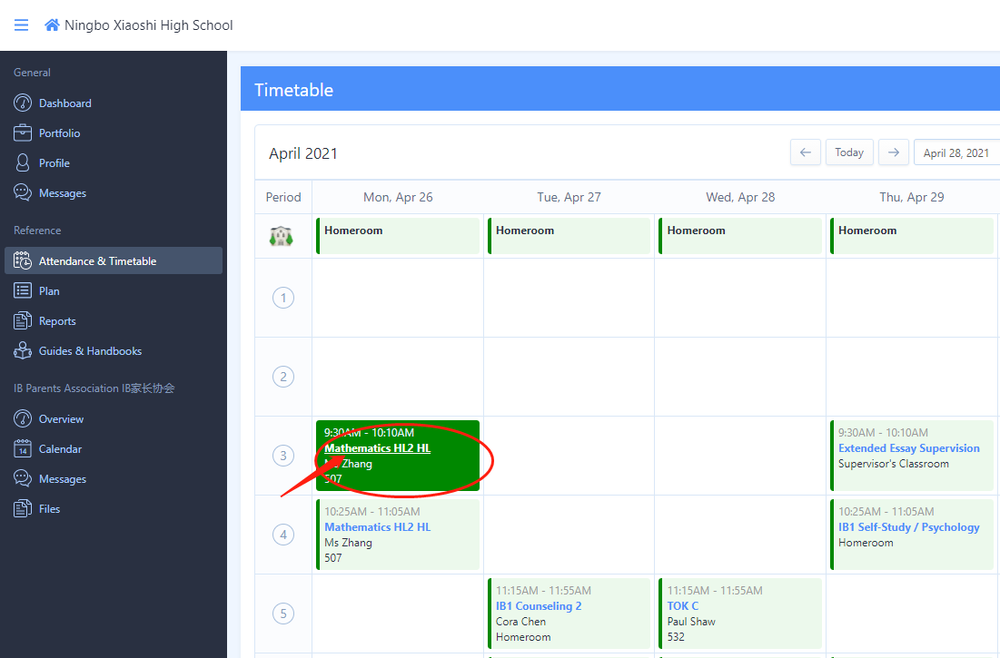 Ningbo Xiaoshi High School
General
Dashboard
Portfolio
Profile
Messages
Reference
Attendance & Timetable
Plan
Reports
Guides & Handbooks
IB Parents Association IB家长协会
Overview
14
Calendar
Messages
Files
Timetable
April 2021
Today
April 28, 2021
Period
Mon, Apr 26
Tue, Apr 27
Wed, Apr 28
Thu, Apr 29
Homeroom
Homeroom
Homeroom
Homeroom
1
2
3
9:30AM - 10:10AM
Mathematics HL2 HL
Ms Zhang
507
9:30AM - 10:10AM
Extended Essay Supervision
Supervisor's Classroom
4
10:25AM - 11:05AM
Mathematics HL2 HL
Ms Zhang
507
10:25AM - 11:05AM
IB1 Self-Study / Psychology
Homeroom
5
11:15AM - 11:55AM
IB1 Counseling 2
Cora Chen
Homeroom
11:15AM - 11:55AM
TOK C
Paul Shaw
532